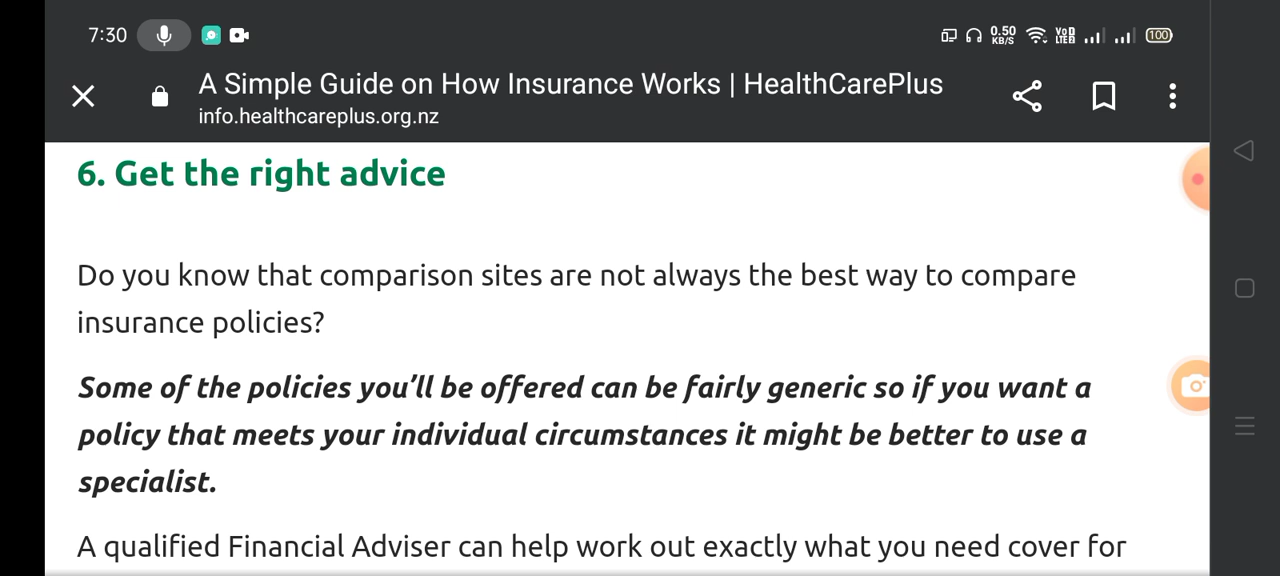 7:30
0.50
KB/S
VoD
LTE2
100
A Simple Guide on How Insurance Works | HealthCarePlus
info.healthcareplus.org.nz
6. Get the right advice
Do you know that comparison sites are not always the best way to compare
insurance policies?
Some of the policies you’ll be offered can be fairly generic so if you want a
policy that meets your individual circumstances it might be better to use a
specialist.
A qualified Financial Adviser can help work out exactly what you need cover for